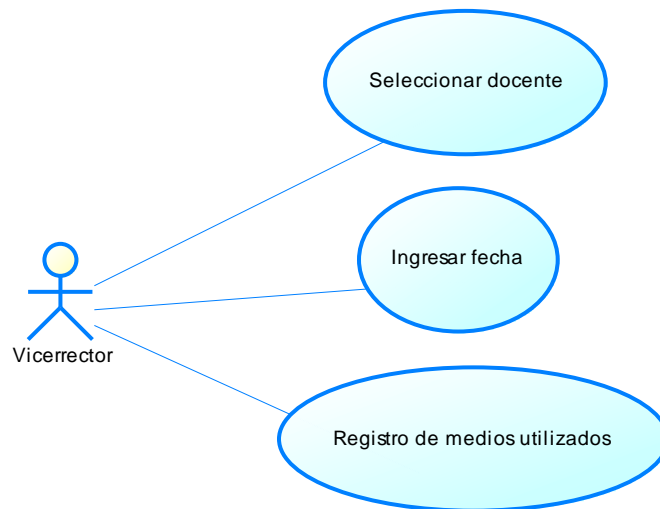 Seleccionar docente
Ingresar fecha
Vicerrector
Registro de medios utilizados